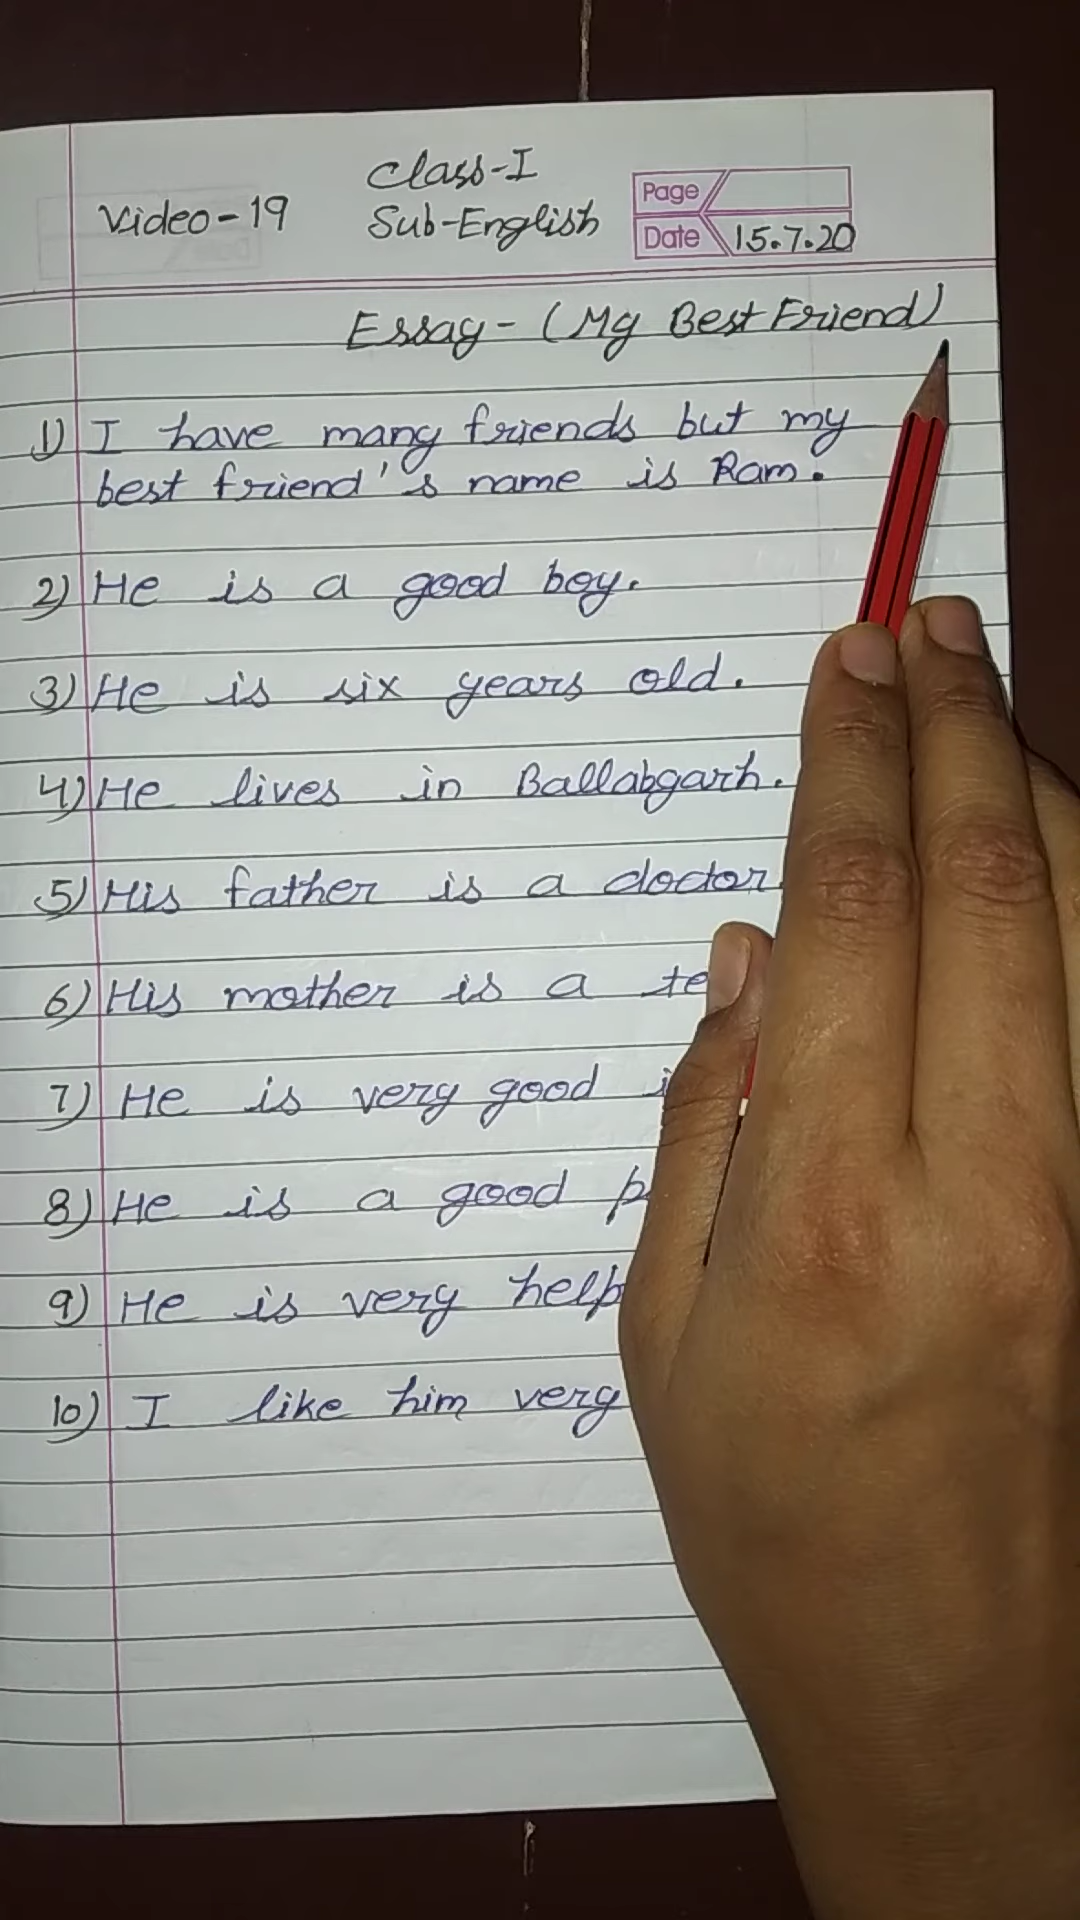 Class-I
Video-19 Sub-English Page
Date 15.7.20
Essay-(My Best Friend)
1) I have many friends but my
best friend's name is Ram.
2) He is a good boy.
3) He is six years old.
4) He lives in Ballabgarh.
5) His father is a doctor.
6) His mother is a
7) He is very good
8) He is a good
9) He is very
10) I like him very